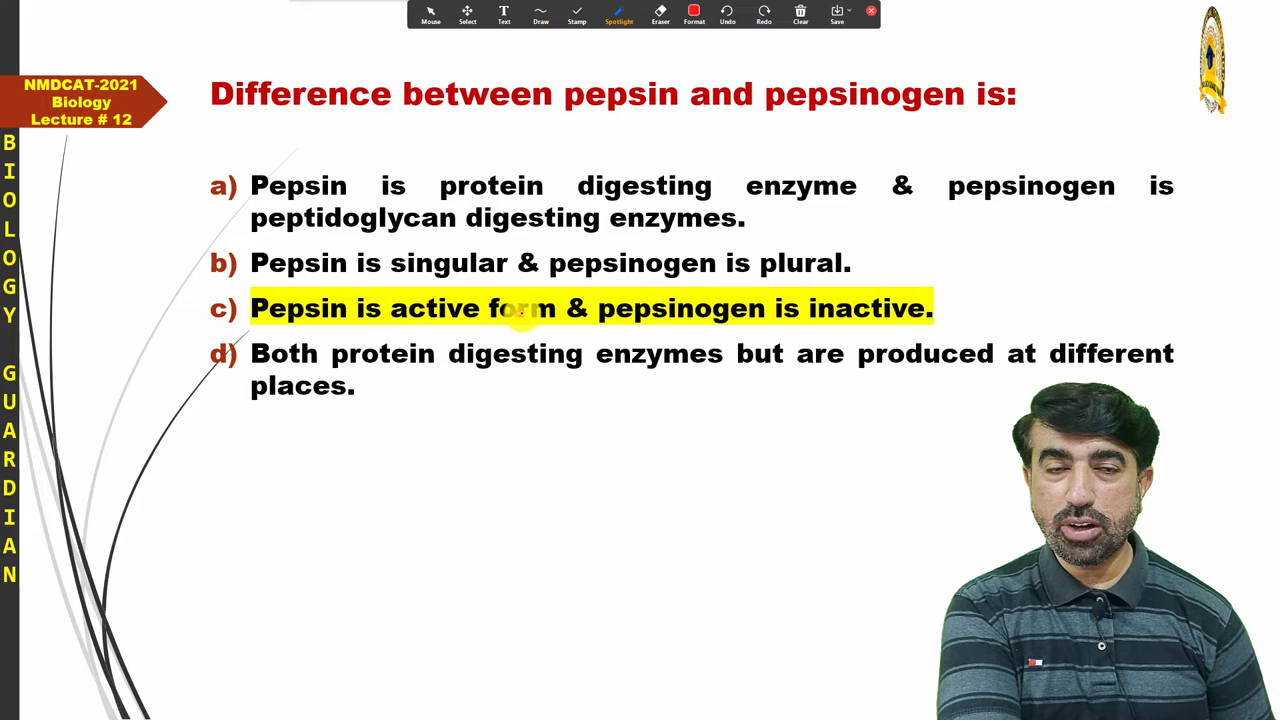 Mouse Select Text Draw Stamp Spotlight Eraser Format Undo Redo Clear Save
NMDCAT-2021
Biology
Lecture # 12
BIOLOGY GUARDIAN
Difference between pepsin and pepsinogen is:
a) Pepsin is protein digesting enzyme & pepsinogen is
peptidoglycan digesting enzymes.
b) Pepsin is singular & pepsinogen is plural.
c) Pepsin is active form & pepsinogen is inactive.
d) Both protein digesting enzymes but are produced at different
places.